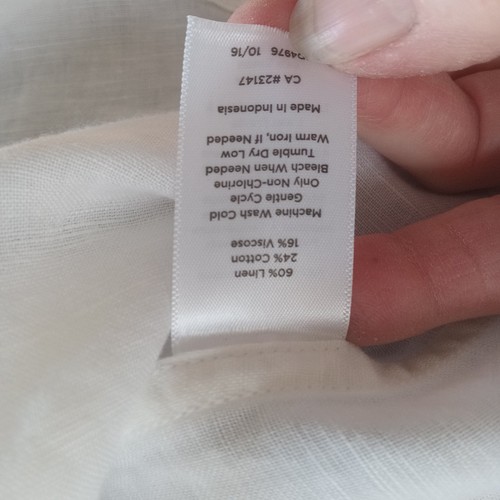 60% Linen
24% Cotton
16% Viscose
Machine Wash Cold
Gentle Cycle
Only Non-Chlorine
Bleach When Needed
Tumble Dry Low
Warm Iron, If Needed
Made in Indonesia
CA #23147
10/16